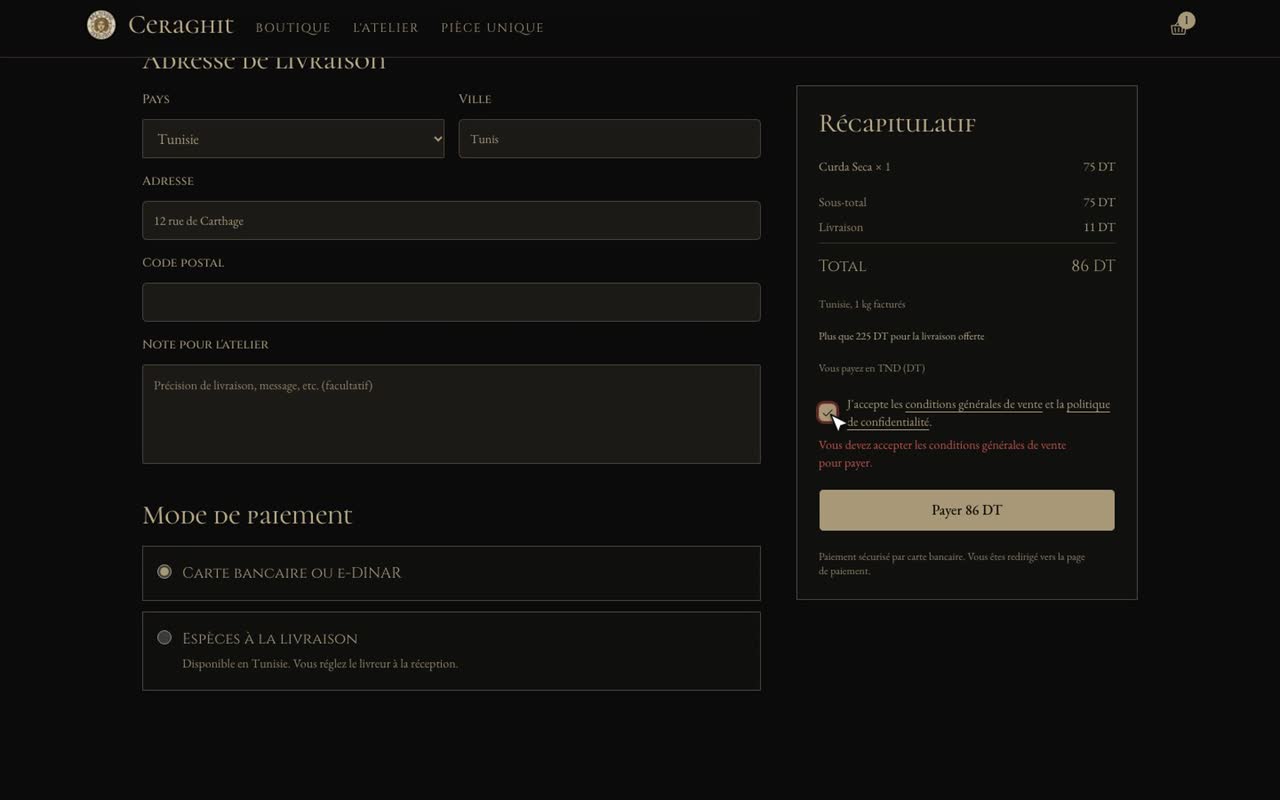 Ceraghit
BOUTIQUE
L'ATELIER
PIÈCE UNIQUE
1
Adresse de livraison
Pays
Ville
Tunisie
Tunis
Adresse
12 rue de Carthage
Code postal
Note pour l'atelier
Précision de livraison, message, etc. (facultatif)
Mode de paiement
Carte bancaire ou e-DINAR
Espèces à la livraison
Disponible en Tunisie. Vous réglez le livreur à la réception.
Récapitulatif
Curda Seca × 1 75 DT
Sous-total 75 DT
Livraison 11 DT
Total 86 DT
Tunisie, 1 kg facturés
Plus que 225 DT pour la livraison offerte
Vous payez en TND (DT)
J'accepte les conditions générales de vente et la politique
de confidentialité.
Vous devez accepter les conditions générales de vente
pour payer.
Payer 86 DT
Paiement sécurisé par carte bancaire. Vous êtes redirigé vers la page
de paiement.